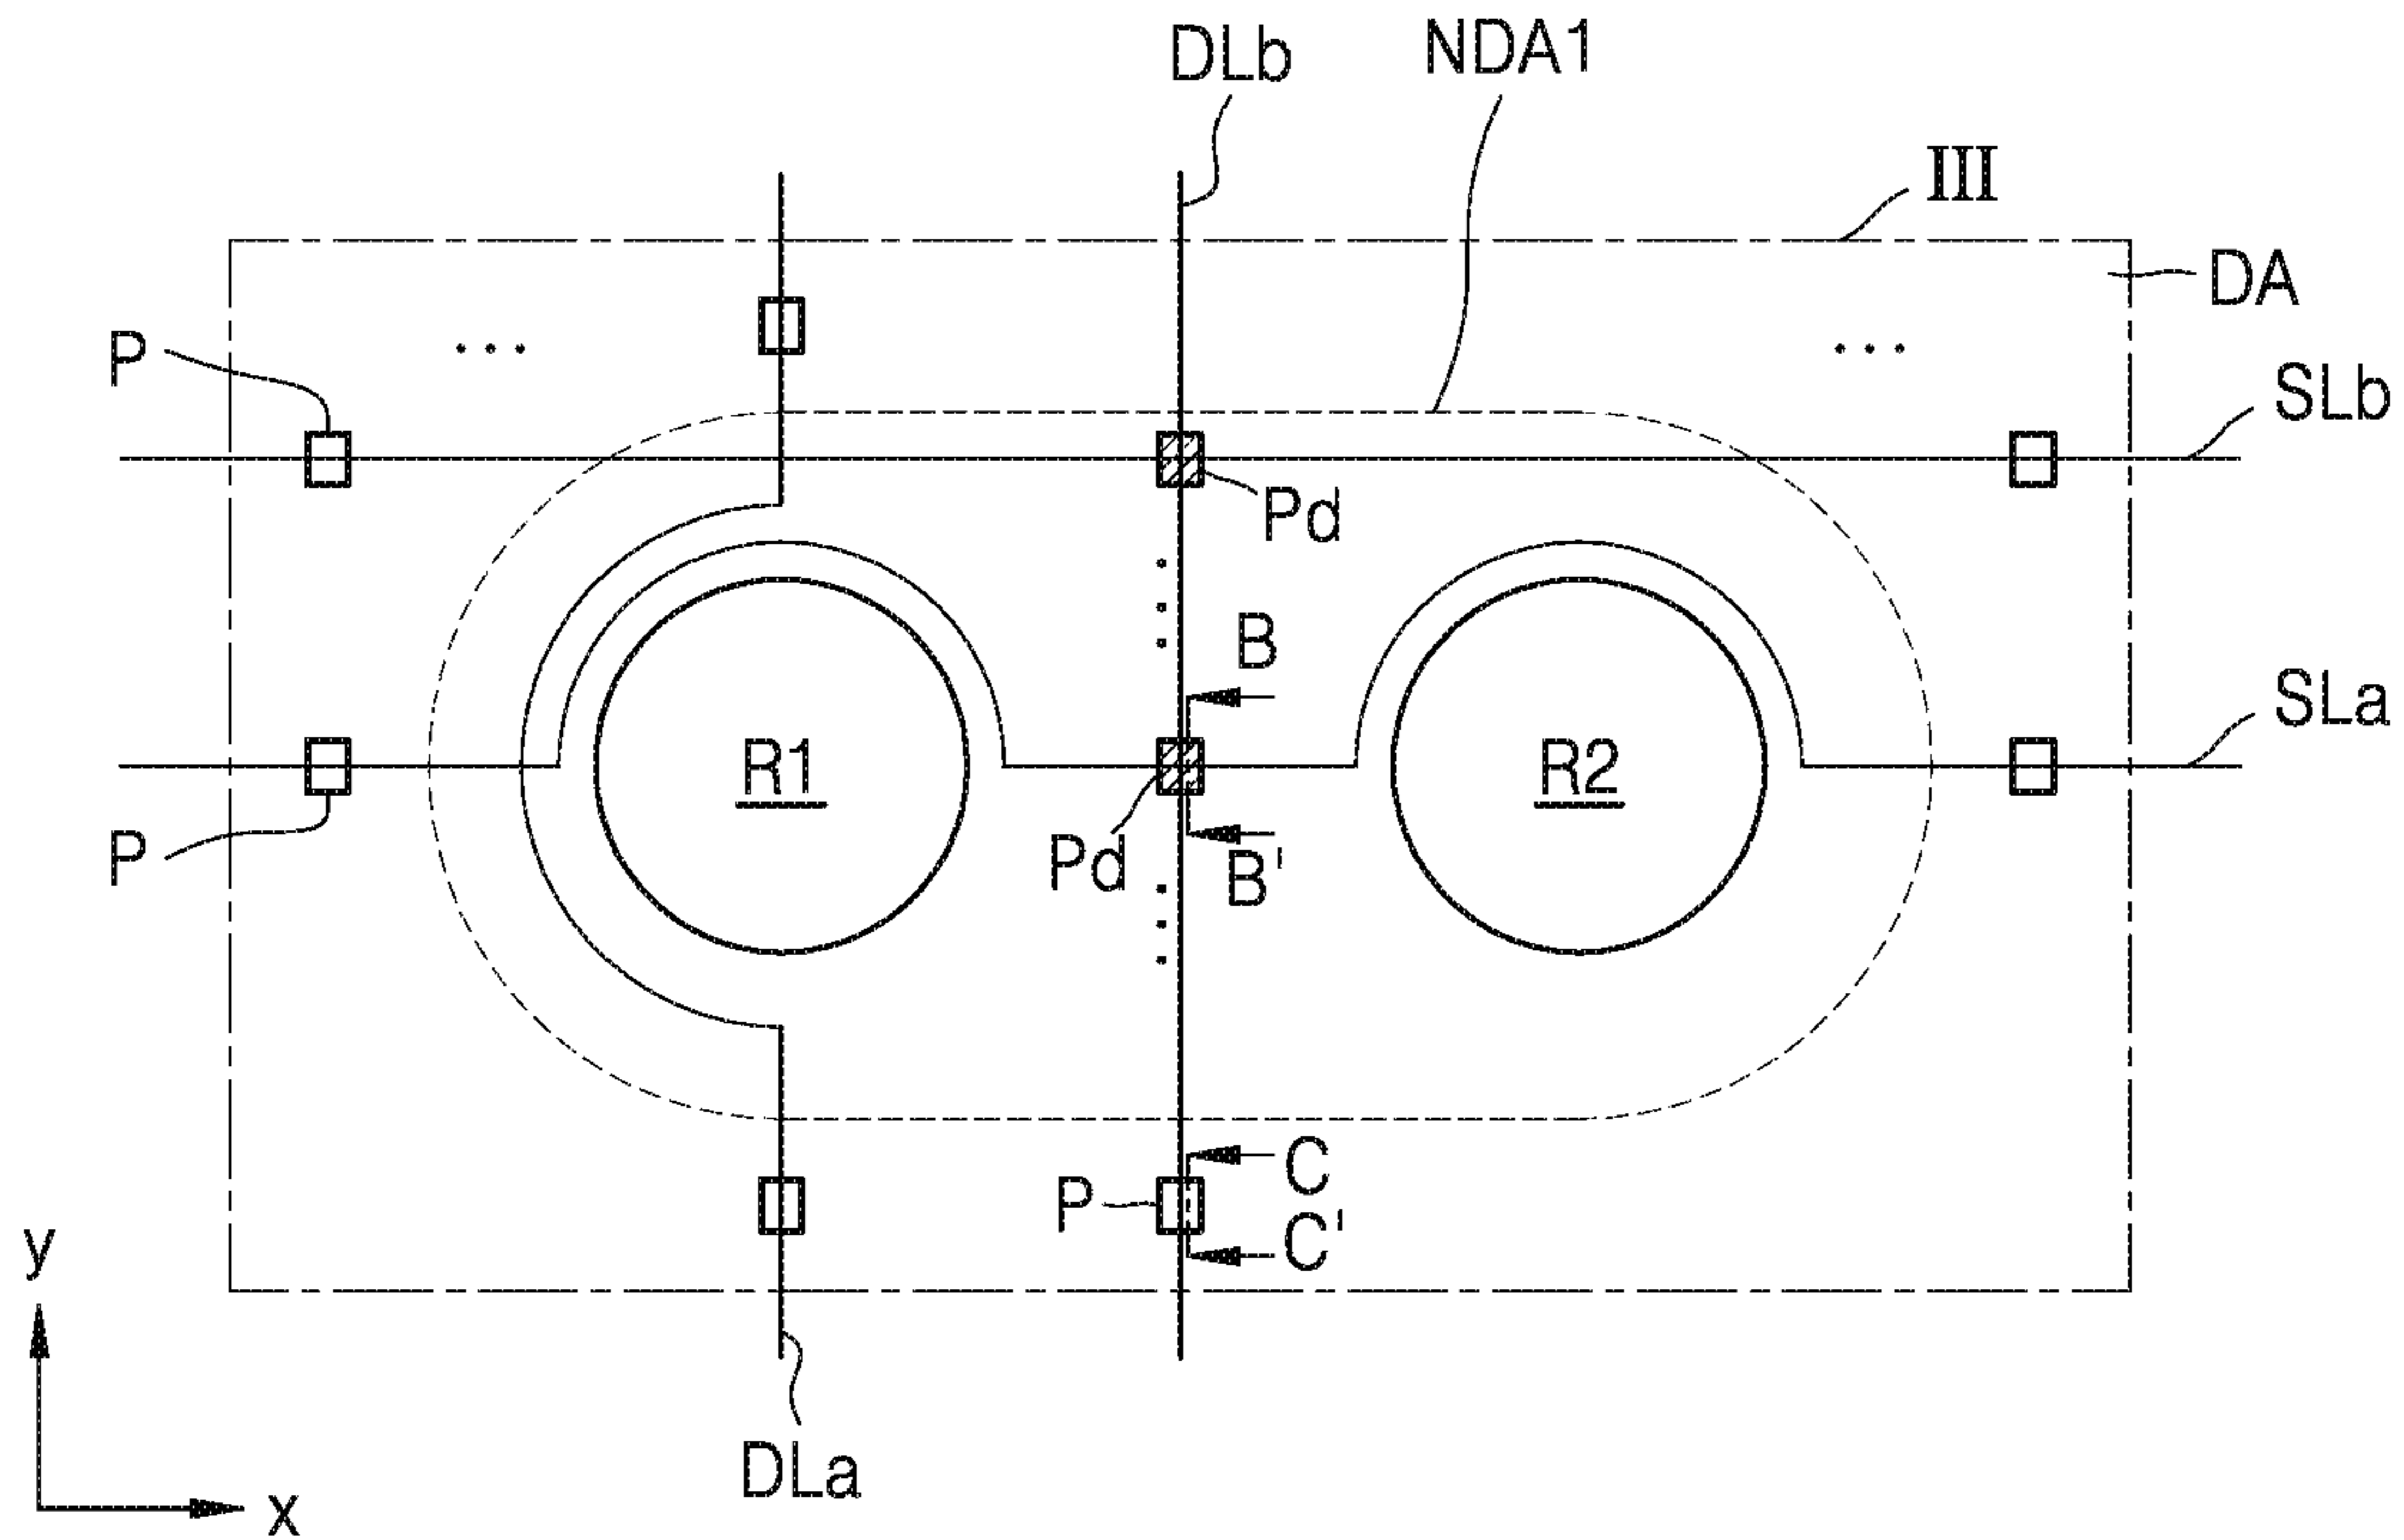 DLb
NDA1
III
DA
P
...
...
SLb
Pd
B
SLa
R1
R2
Pd
P
B'
C
P
C'
y
DLa
x